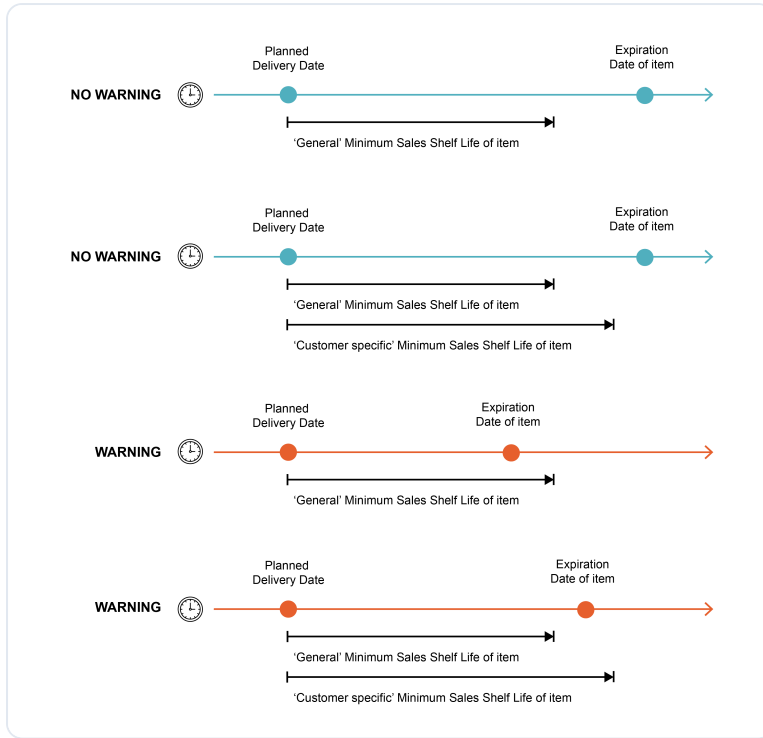 Planned
Delivery Date
Expiration
Date of item
NO WARNING
‘General’ Minimum Sales Shelf Life of item
Planned
Delivery Date
Expiration
Date of item
NO WARNING
‘General’ Minimum Sales Shelf Life of item
‘Customer specific’ Minimum Sales Shelf Life of item
Planned
Delivery Date
Expiration
Date of item
WARNING
‘General’ Minimum Sales Shelf Life of item
Planned
Delivery Date
Expiration
Date of item
WARNING
‘General’ Minimum Sales Shelf Life of item
‘Customer specific’ Minimum Sales Shelf Life of item